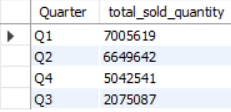 Quarter total_sold_quantity
Q1 7005619
Q2 6649642
Q4 5042541
Q3 2075087